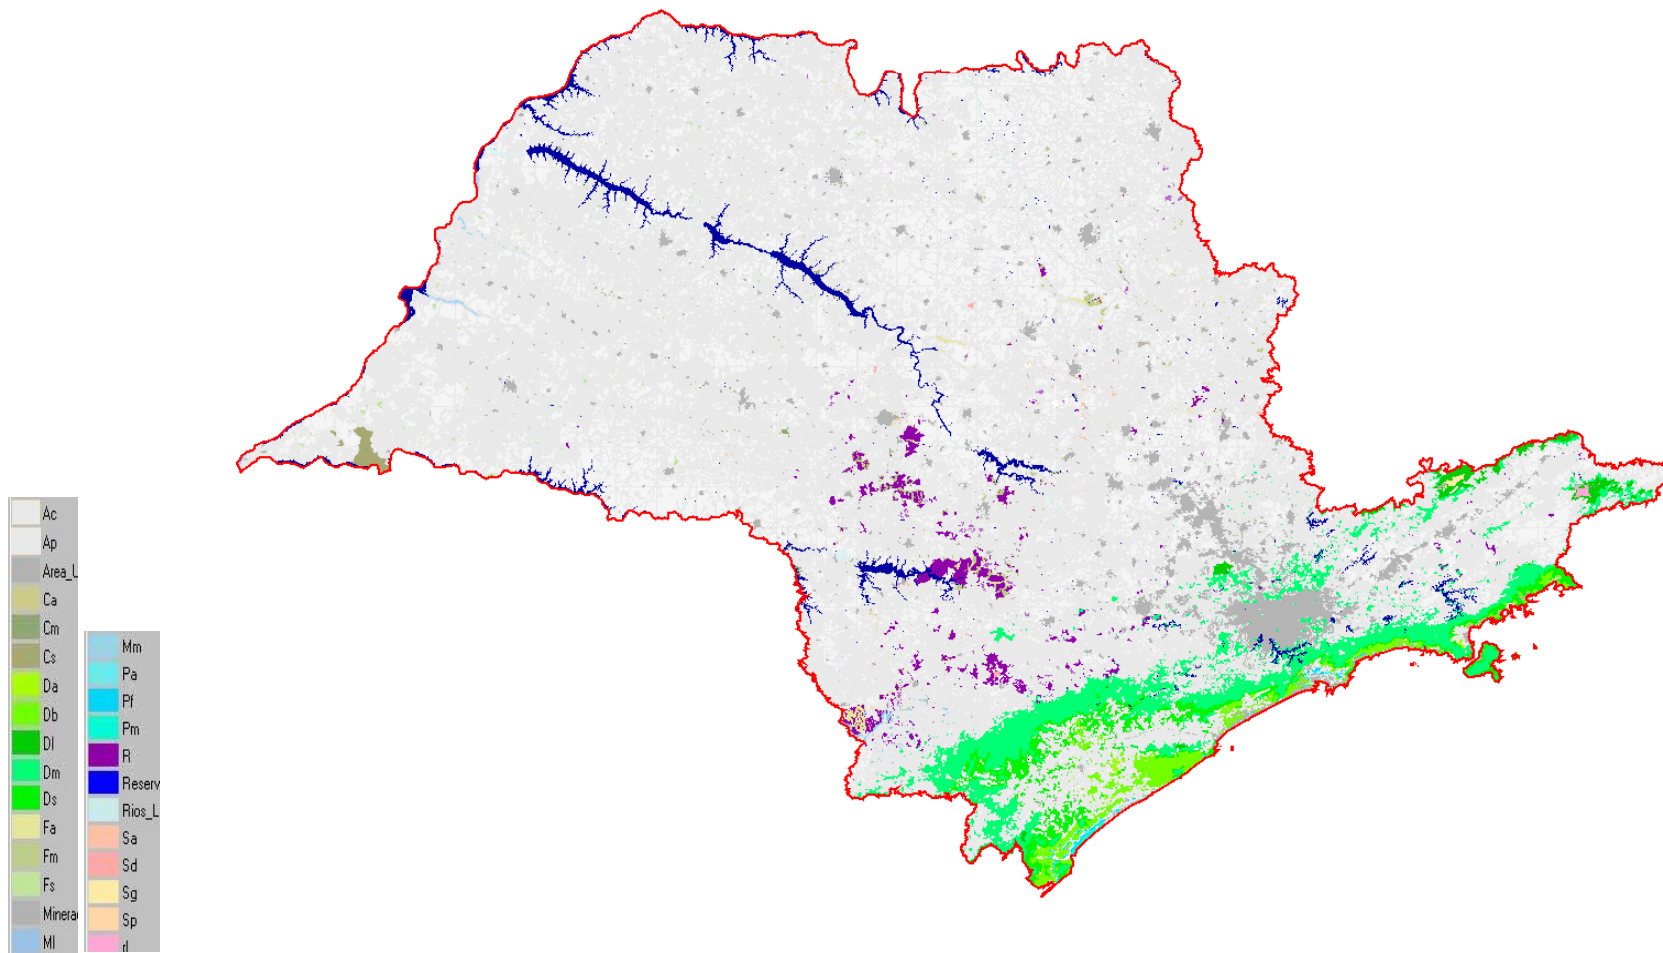 Ac
Ap
Area_L
Ca
Cm
Cs
Da
Db
Dl
Dm
Ds
Fa
Fm
Fs
Minera
Ml
Mm
Pa
Pf
Pm
R
Reserv
Rios_L
Sa
Sd
Sg
Sp
rl